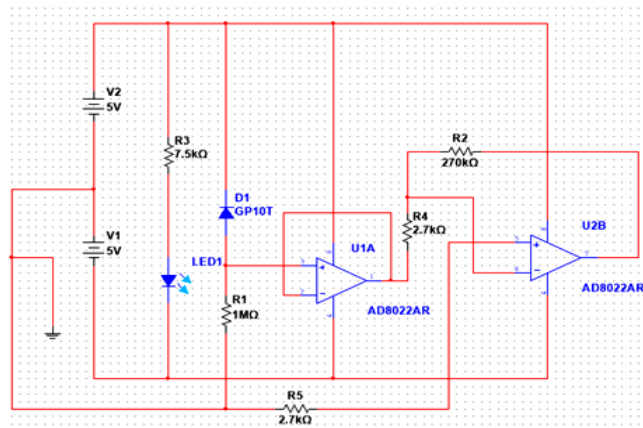 V2
5V
R3
7.5kΩ
R2
270kΩ
D1
GP10T
V1
5V
R4
2.7kΩ
U2B
LED1
U1A
R1
1MΩ
AD8022AR
AD8022AR
R5
2.7kΩ